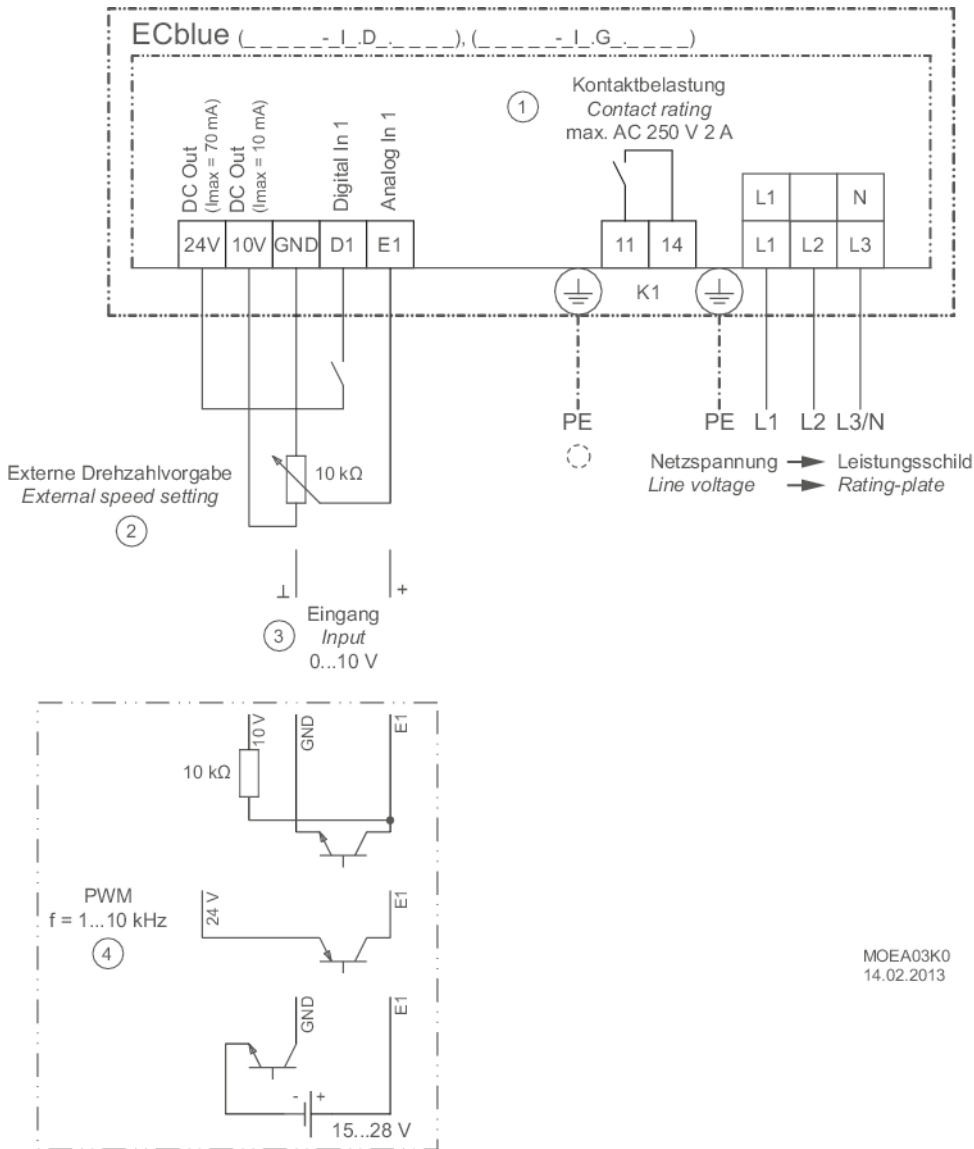 ECblue (_ _ _ _ _-_I_.D_._ _ _ _), (_ _ _ _ _-_I_.G_._ _ _ _)
DC Out
(Imax = 70 mA)
DC Out
(Imax = 10 mA)
Digital In 1
Analog In 1
1
Kontaktbelastung
Contact rating
max. AC 250 V 2 A
L1 N
24V 10V GND D1 E1
11 14
L1 L2 L3
K1
PE
PE L1 L2 L3/N
Netzspannung Leistungsschild
Line voltage Rating-plate
Externe Drehzahlvorgabe
External speed setting
2
10 kΩ
⊥ +
3
Eingang
Input
0...10 V
10 V
GND
E1
10 kΩ
PWM
f = 1...10 kHz
4
24 V
E1
GND
E1
- +
15...28 V
MOEA03K0
14.02.2013